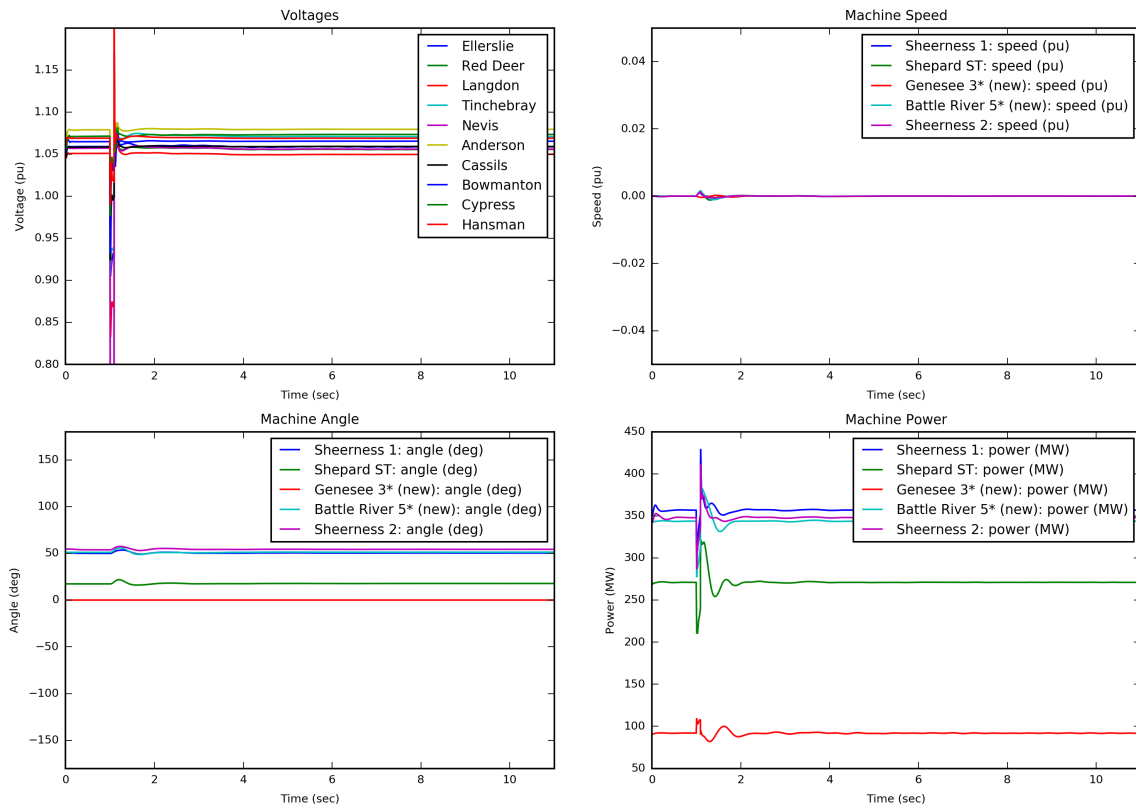 Voltages
Voltage (pu)
1.15
1.10
1.05
1.00
0.95
0.90
0.85
0.80
0 2 4 6 8 10
Time (sec)
Ellerslie
Red Deer
Langdon
Tinchebray
Nevis
Anderson
Cassils
Bowmanton
Cypress
Hansman
Machine Speed
Speed (pu)
0.04
0.02
0.00
−0.02
−0.04
0 2 4 6 8 10
Time (sec)
Sheerness 1: speed (pu)
Shepard ST: speed (pu)
Genesee 3* (new): speed (pu)
Battle River 5* (new): speed (pu)
Sheerness 2: speed (pu)
Machine Angle
Angle (deg)
150
100
50
0
−50
−100
−150
0 2 4 6 8 10
Time (sec)
Sheerness 1: angle (deg)
Shepard ST: angle (deg)
Genesee 3* (new): angle (deg)
Battle River 5* (new): angle (deg)
Sheerness 2: angle (deg)
Machine Power
Power (MW)
450
400
350
300
250
200
150
100
50
0 2 4 6 8 10
Time (sec)
Sheerness 1: power (MW)
Shepard ST: power (MW)
Genesee 3* (new): power (MW)
Battle River 5* (new): power (MW)
Sheerness 2: power (MW)